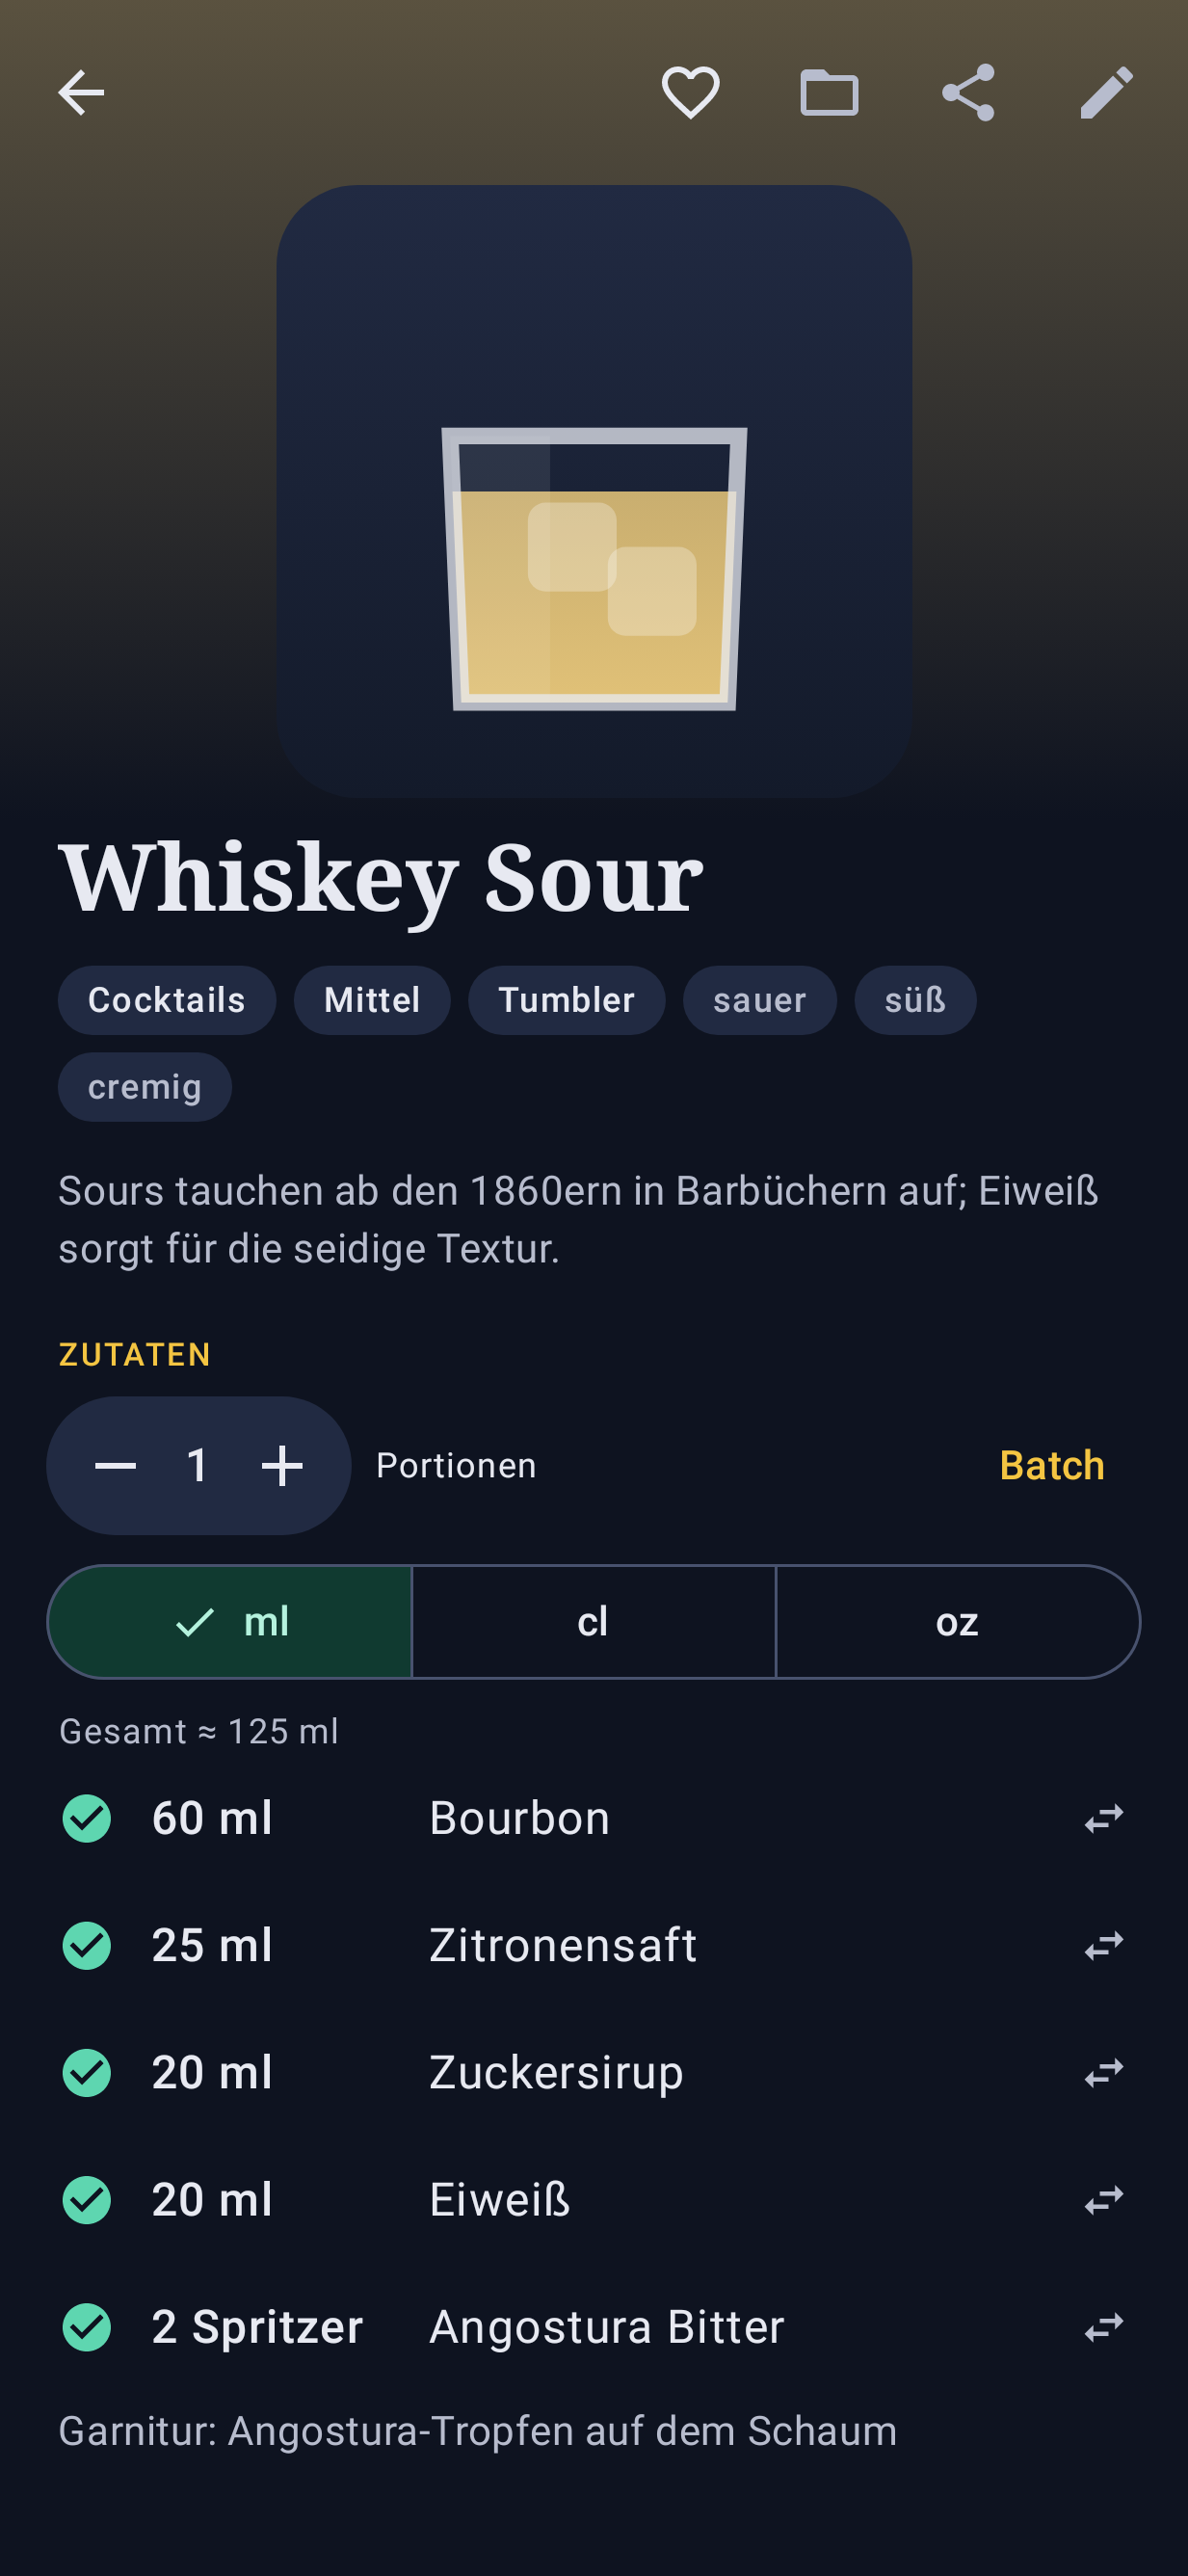 Whiskey Sour
Cocktails Mittel Tumbler sauer süß
cremig
Sours tauchen ab den 1860ern in Barbüchern auf; Eiweiß
sorgt für die seidige Textur.
ZUTATEN
1 Portionen Batch
ml cl oz
Gesamt ≈ 125 ml
60 ml Bourbon
25 ml Zitronensaft
20 ml Zuckersirup
20 ml Eiweiß
2 Spritzer Angostura Bitter
Garnitur: Angostura-Tropfen auf dem Schaum